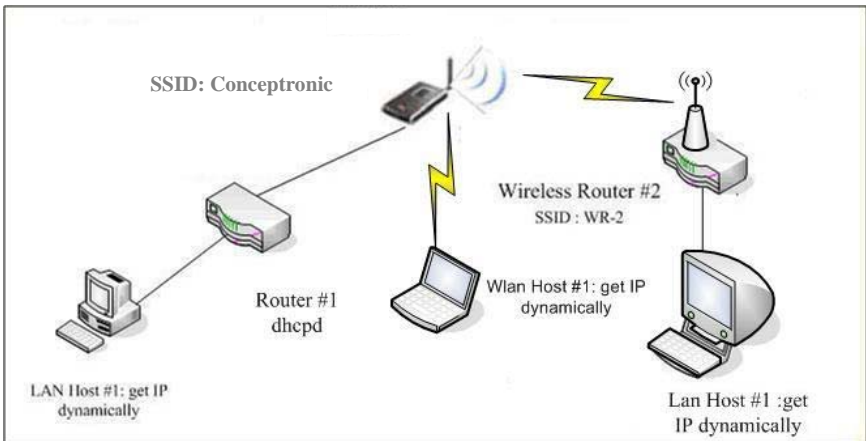 SSID: Conceptronic
Wireless Router #2
SSID : WR-2
Router #1
dhcpd
Wlan Host #1: get IP
dynamically
LAN Host #1: get IP
dynamically
Lan Host #1 :get
IP dynamically